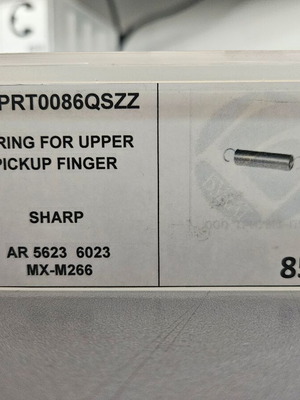 PRT0086QSZZ
RING FOR UPPER
PICKUP FINGER
SHARP
AR 5623 6023
MX-M266
85